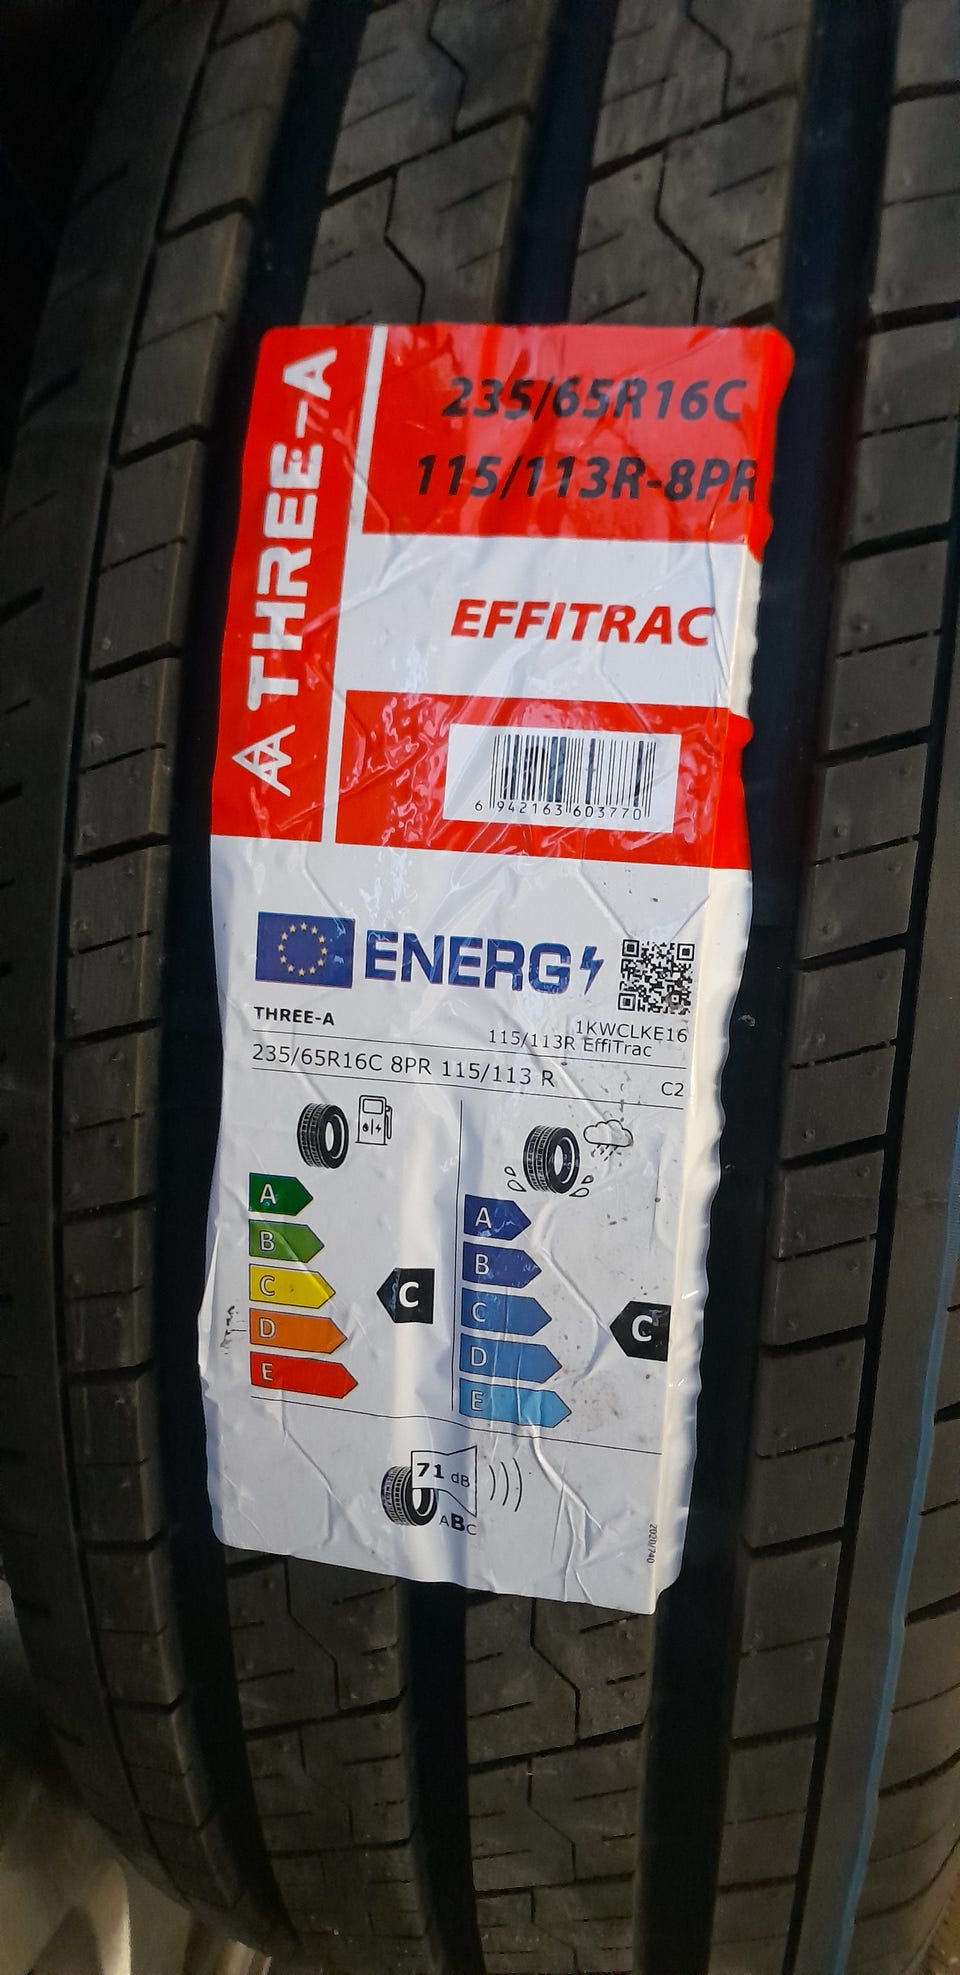 THREE-A
235/65R16C
115/113R-8PR
EFFITRAC
6 942163 603770
ENERG
THREE-A
1KWCLKE16
115/113R EffiTrac
235/65R16C 8PR 115/113 R
C2
A
B
C
D
E
C
A
B
C
D
E
C
71 dB
ABC
2020/740